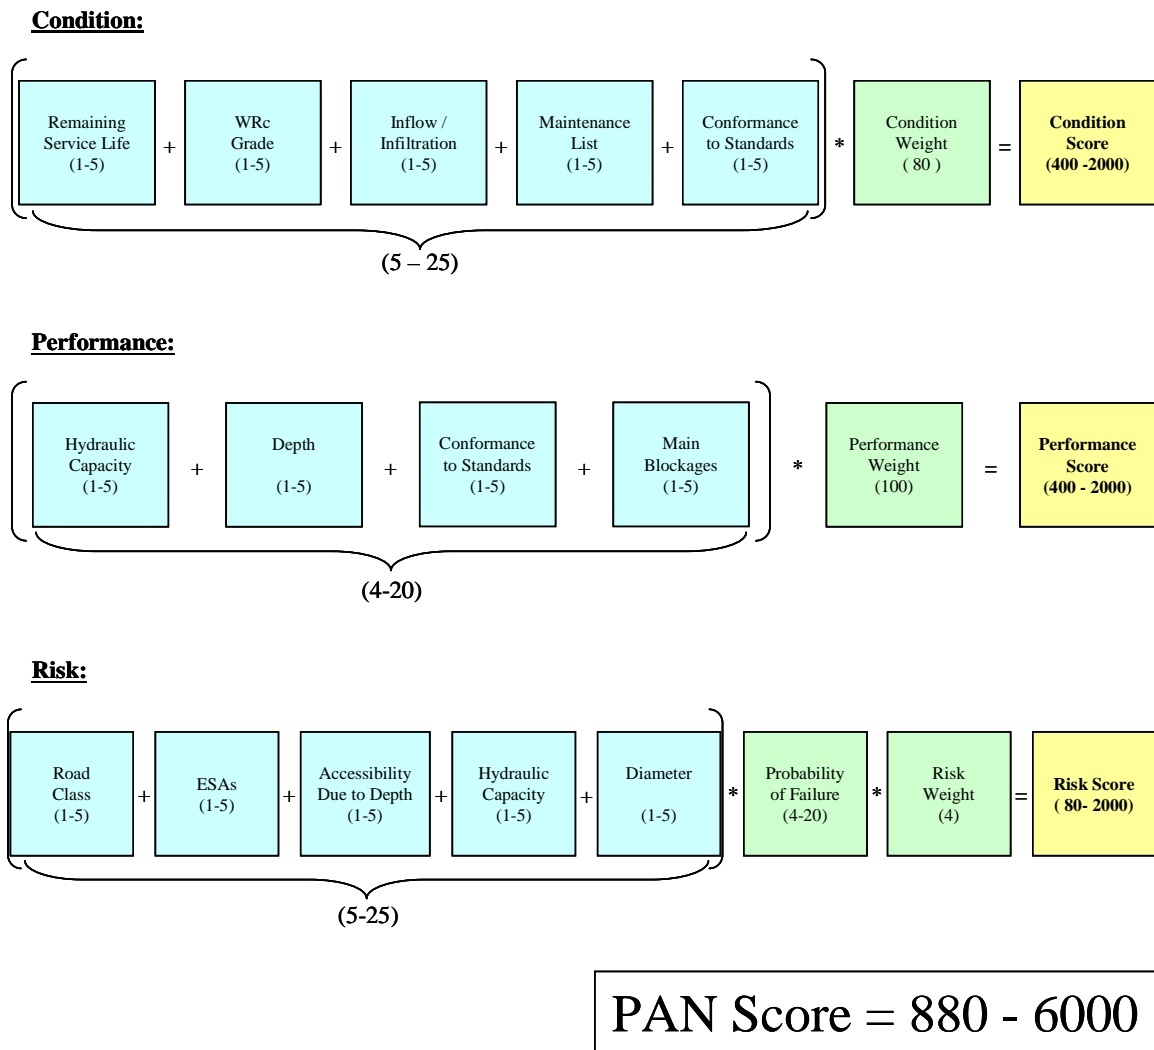 Condition:
Remaining
Service Life
(1-5)
+
WRc
Grade
(1-5)
+
Inflow /
Infiltration
(1-5)
+
Maintenance
List
(1-5)
+
Conformance
to Standards
(1-5)
*
Condition
Weight
( 80 )
=
Condition
Score
(400 -2000)
(5 – 25)
Performance:
Hydraulic
Capacity
(1-5)
+
Depth
(1-5)
+
Conformance
to Standards
(1-5)
+
Main
Blockages
(1-5)
*
Performance
Weight
(100)
=
Performance
Score
(400 - 2000)
(4-20)
Risk:
Road
Class
(1-5)
+
ESAs
(1-5)
+
Accessibility
Due to Depth
(1-5)
+
Hydraulic
Capacity
(1-5)
+
Diameter
(1-5)
*
Probability
of Failure
(4-20)
*
Risk
Weight
(4)
=
Risk Score
( 80- 2000)
(5-25)
PAN Score = 880 - 6000